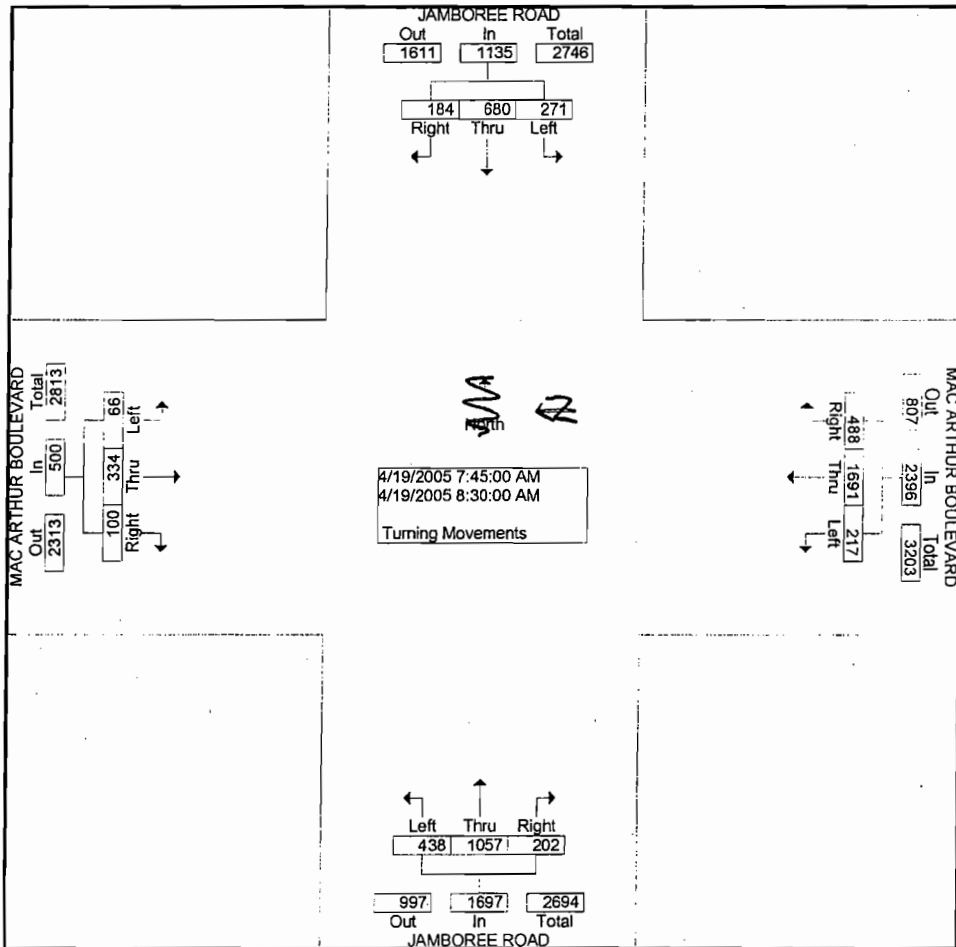 JAMBOREE ROAD
Out In Total
1611 1135 2746
184 680 271
Right Thru Left
MAC ARTHUR BOULEVARD
Total In Out
2813 500 2313
66 334 100
Left Thru Right
North
4/19/2005 7:45:00 AM
4/19/2005 8:30:00 AM
Turning Movements
Right Thru Left
488 1691 217
Out In Total
807 2396 3203
MAC ARTHUR BOULEVARD
Left Thru Right
438 1057 202
997 1697 2694
Out In Total
JAMBOREE ROAD